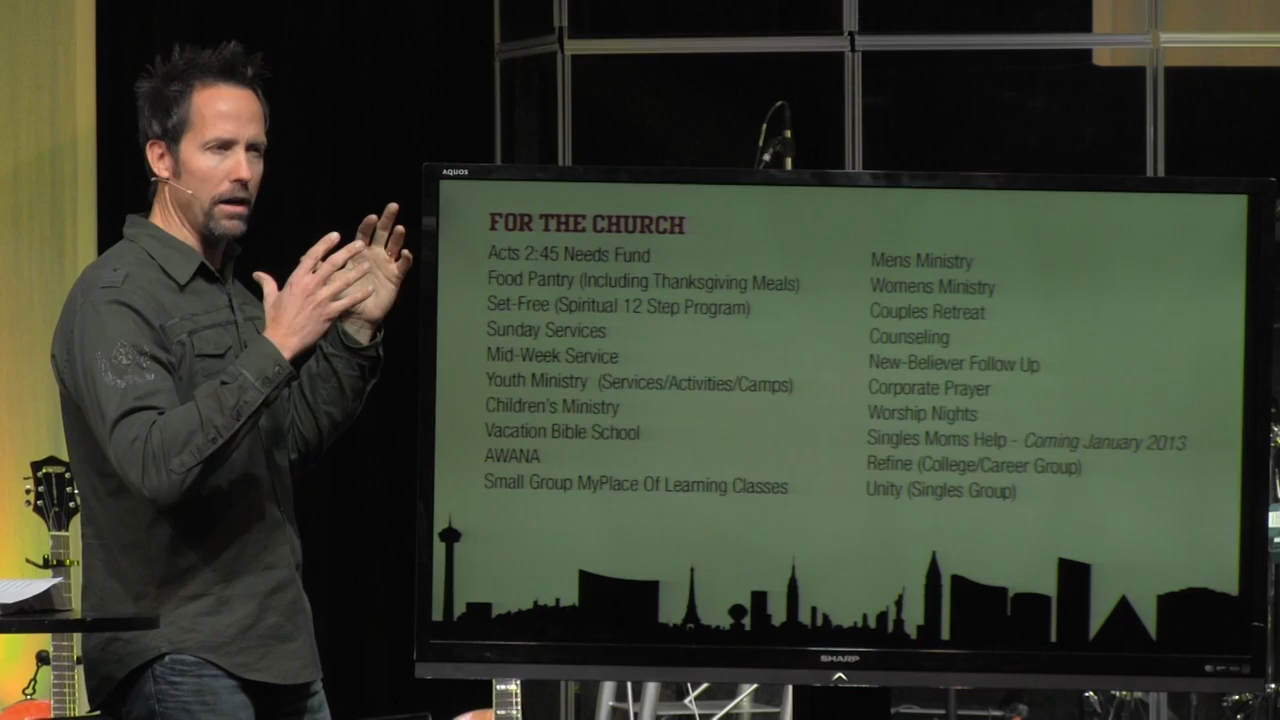 AQUOS
FOR THE CHURCH
Acts 2:45 Needs Fund
Food Pantry (Including Thanksgiving Meals)
Set-Free (Spiritual 12 Step Program)
Sunday Services
Mid-Week Service
Youth Ministry (Services/Activities/Camps)
Children's Ministry
Vacation Bible School
AWANA
Small Group MyPlace Of Learning Classes
Mens Ministry
Womens Ministry
Couples Retreat
Counseling
New-Believer Follow Up
Corporate Prayer
Worship Nights
Singles Moms Help - Coming January 2013
Refine (College/Career Group)
Unity (Singles Group)
SHARP